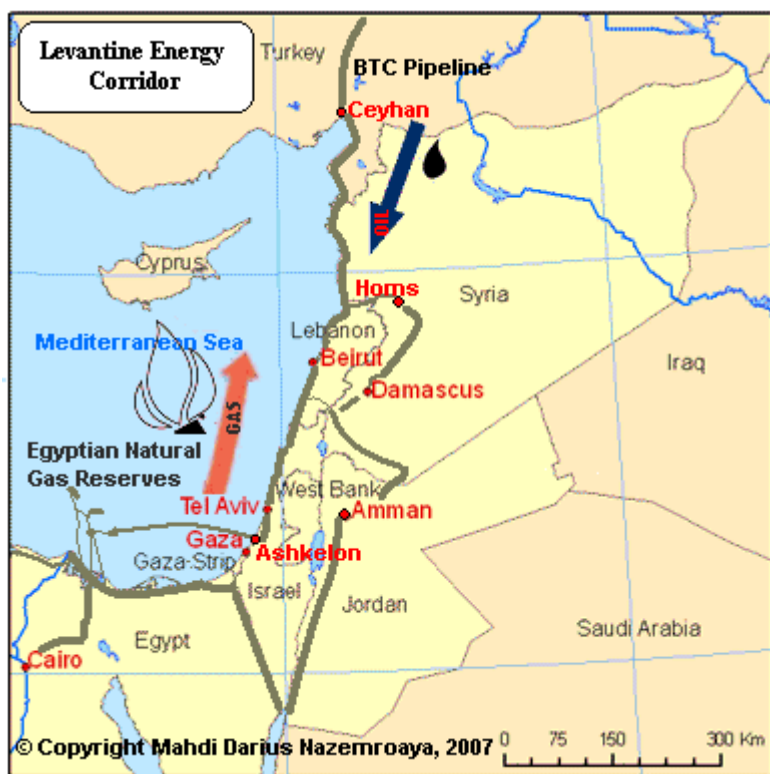 Levantine Energy
Corridor
Turkey
BTC Pipeline
Ceyhan
OIL
Cyprus
Homs
Syria
Lebanon
Mediterranean Sea
Beirut
Iraq
Damascus
GAS
Egyptian Natural
Gas Reserves
West Bank
Tel Aviv
Amman
Gaza
Ashkelon
Gaza-Strip
Israel
Jordan
Saudi Arabia
Egypt
Cairo
© Copyright Mahdi Darius Nazemroaya, 2007
0 75 150 300 Km